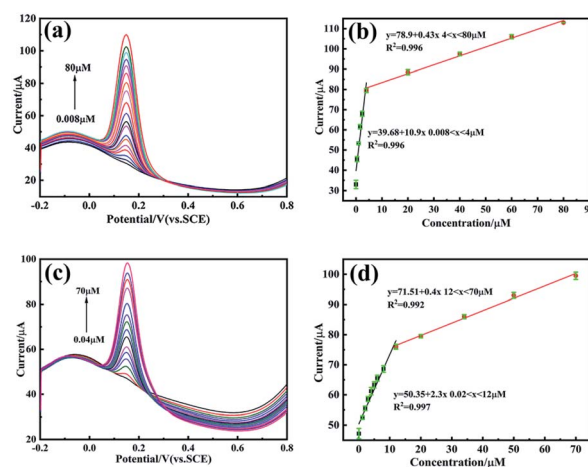 (a)
120
100
80
60
40
20
Current/μA
80μM
0.008μM
-0.2 0.0 0.2 0.4 0.6 0.8
Potential/V(vs.SCE)
(b)
110
100
90
80
70
60
50
40
30
Current/μA
y=78.9+0.43x 4<x<80μM
R²=0.996
y=39.68+10.9x 0.008<x<4μM
R²=0.996
0 20 40 60 80
Concentration/μM
(c)
100
80
60
40
20
Current/μA
70μM
0.04μM
-0.2 0.0 0.2 0.4 0.6 0.8
Potential/V(vs.SCE)
(d)
100
90
80
70
60
50
Current/μA
y=71.51+0.4x 12<x<70μM
R²=0.992
y=50.35+2.3x 0.02<x<12μM
R²=0.997
0 10 20 30 40 50 60 70
Concentration/μM